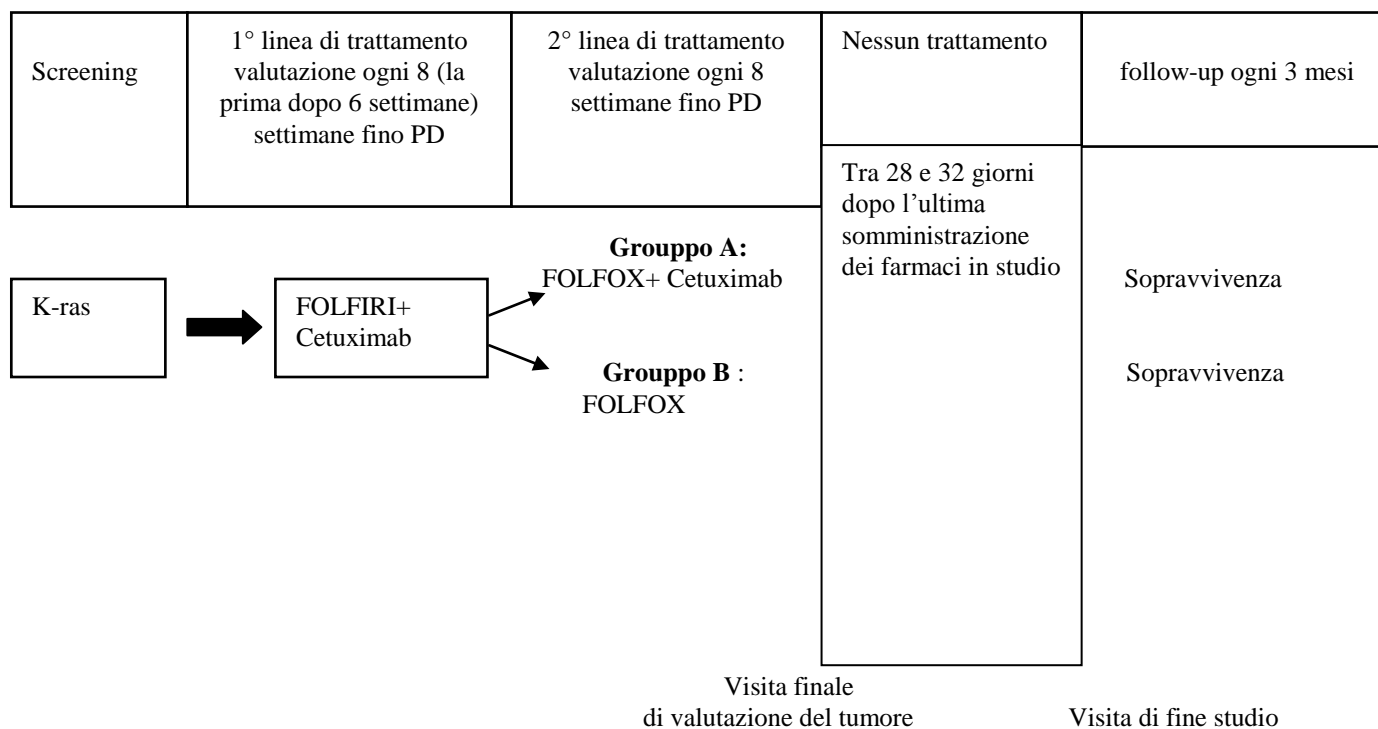 Screening
1° linea di trattamento
valutazione ogni 8 (la
prima dopo 6 settimane)
settimane fino PD
2° linea di trattamento
valutazione ogni 8
settimane fino PD
Nessun trattamento
follow-up ogni 3 mesi
Tra 28 e 32 giorni
dopo l’ultima
somministrazione
dei farmaci in studio
K-ras
FOLFIRI+
Cetuximab
Grouppo A:
FOLFOX+ Cetuximab
Grouppo B :
FOLFOX
Sopravvivenza
Sopravvivenza
Visita finale
di valutazione del tumore
Visita di fine studio